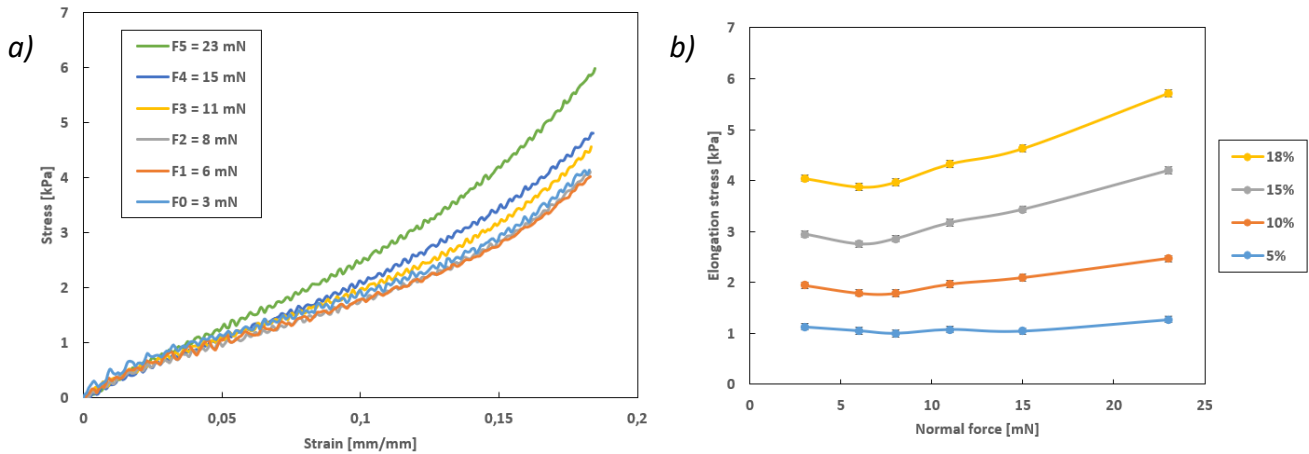 a)
7
6
5
4
3
2
1
0
Stress [kPa]
F5 = 23 mN
F4 = 15 mN
F3 = 11 mN
F2 = 8 mN
F1 = 6 mN
F0 = 3 mN
0
0,05
0,1
0,15
0,2
Strain [mm/mm]
b)
7
6
5
4
3
2
1
0
Elongation stress [kPa]
0
5
10
15
20
25
Normal force [mN]
18%
15%
10%
5%